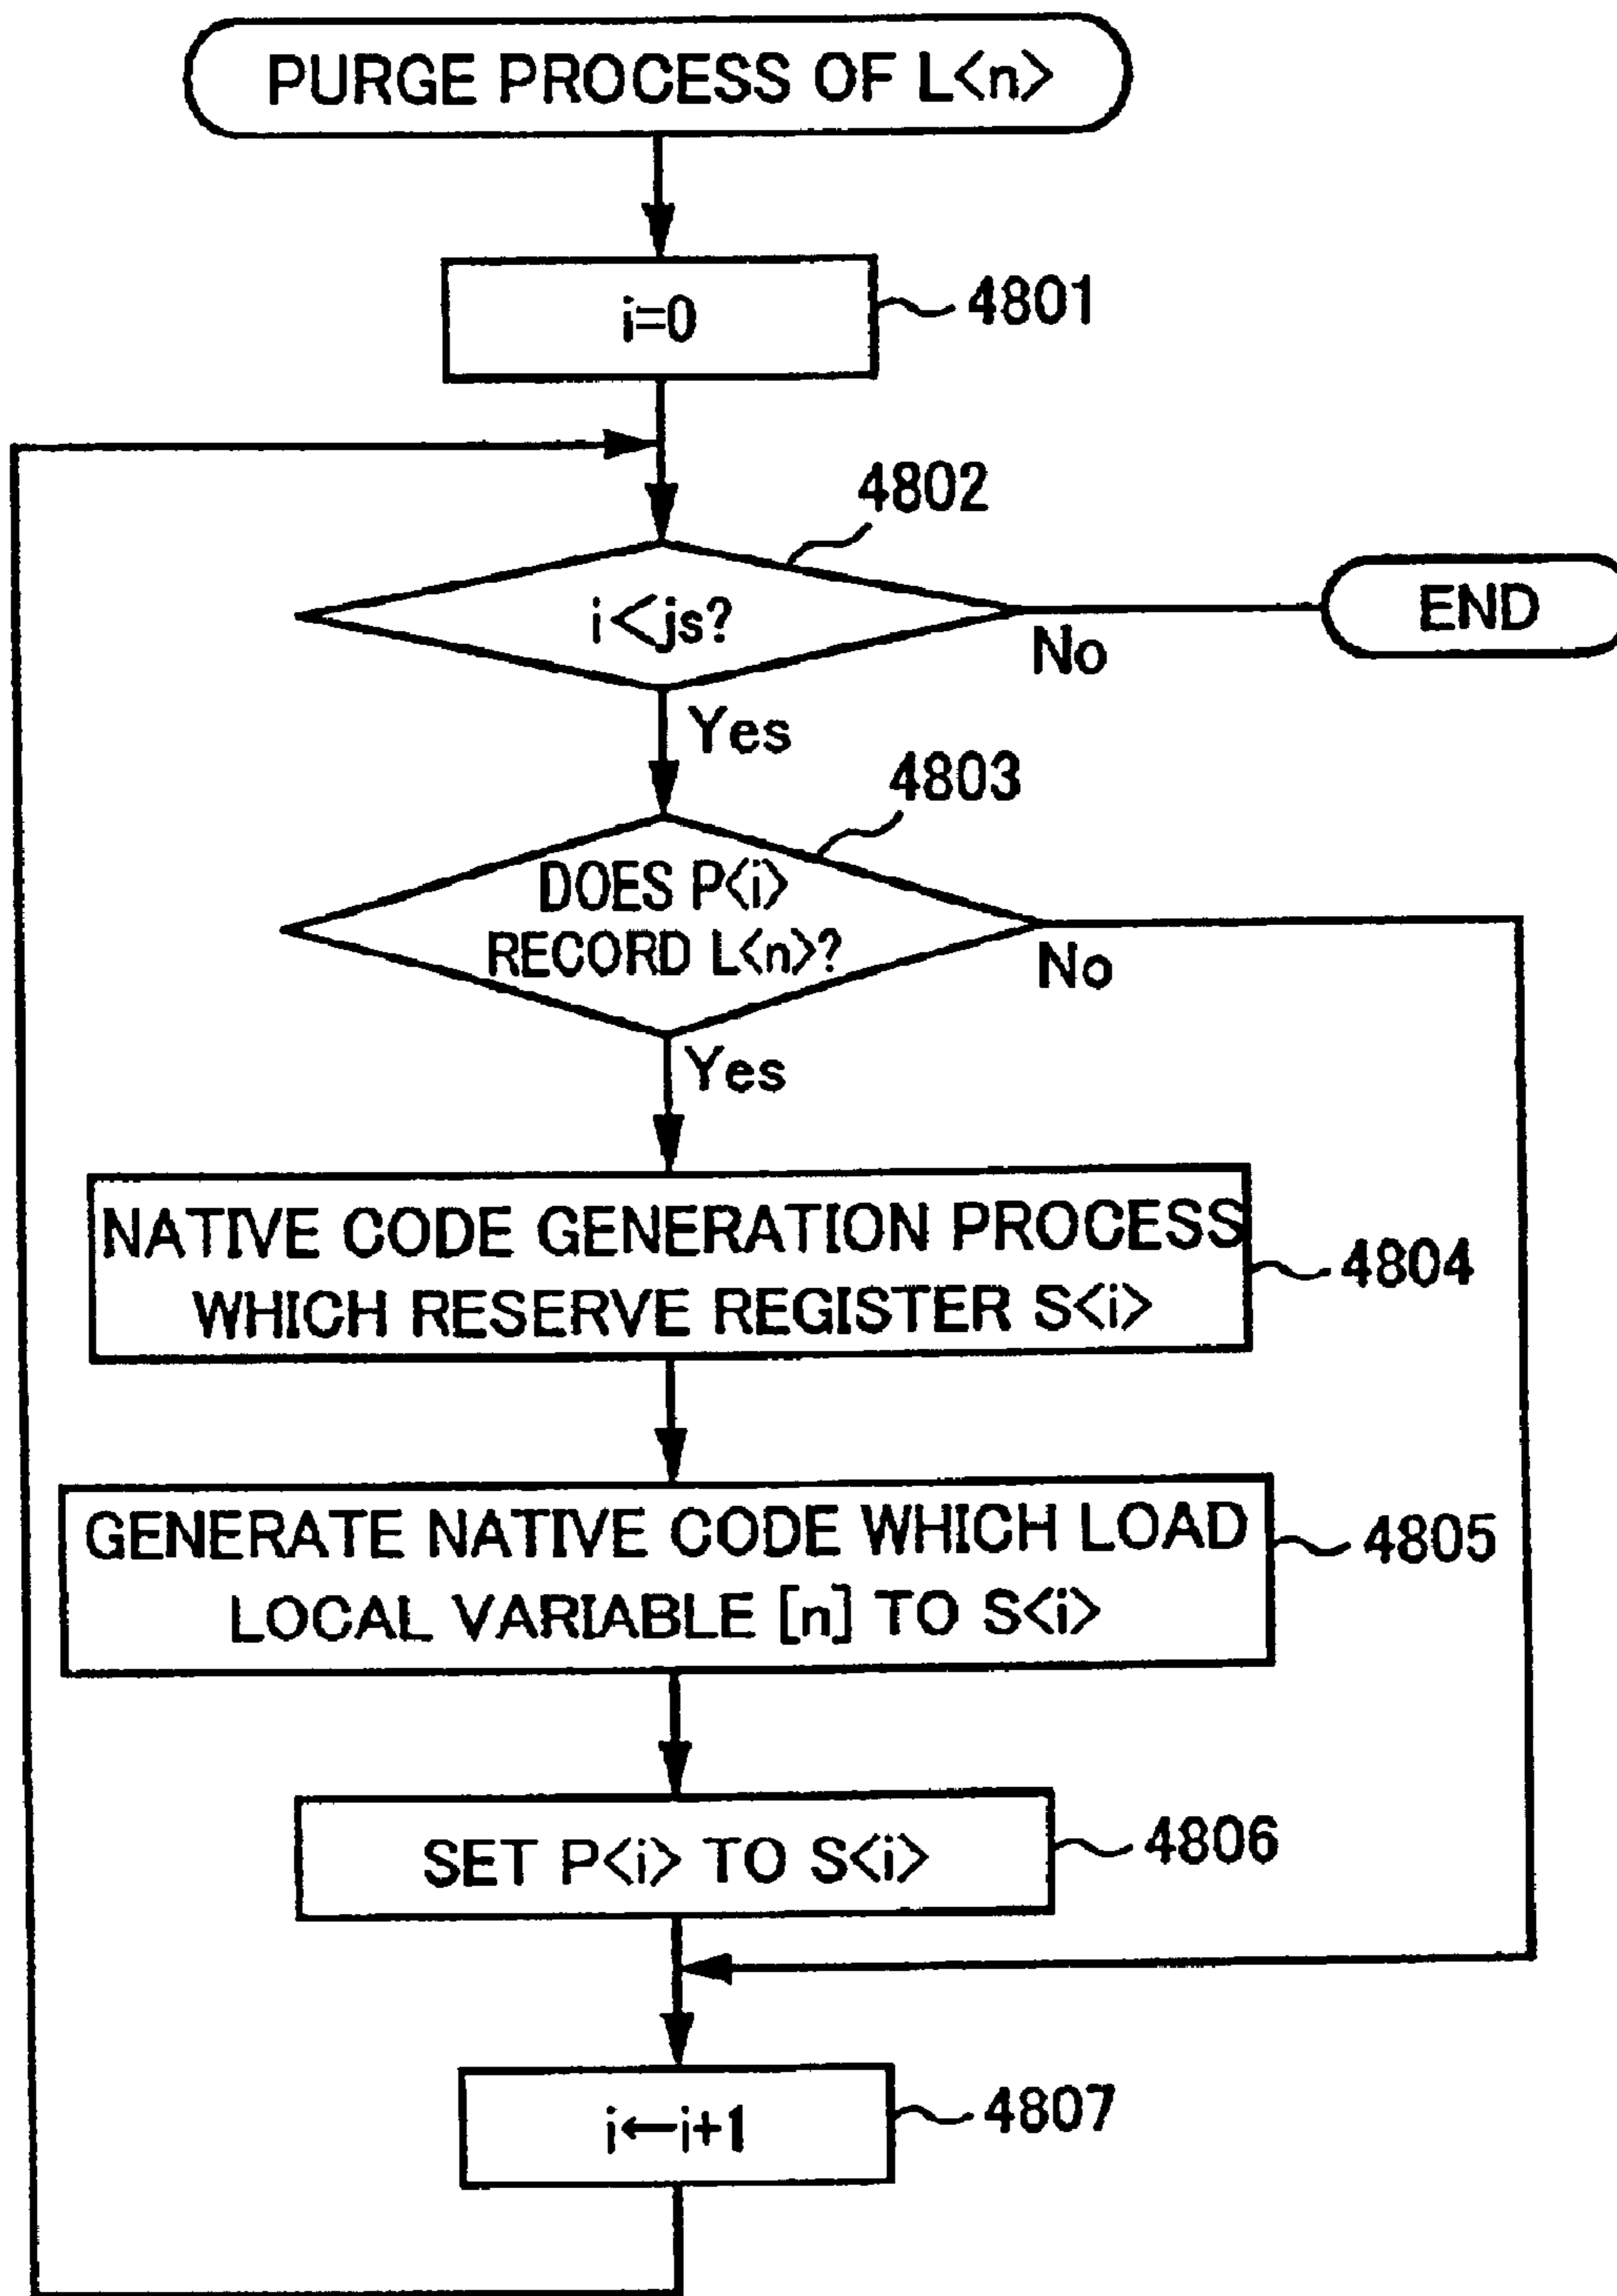 PURGE PROCESS OF L<n>
i=0
4801
4802
i<js?
No
END
Yes
4803
DOES P<i>
RECORD L<n>?
No
Yes
NATIVE CODE GENERATION PROCESS
WHICH RESERVE REGISTER S<i>
4804
GENERATE NATIVE CODE WHICH LOAD
LOCAL VARIABLE [n] TO S<i>
4805
SET P<i> TO S<i>
4806
i←i+1
4807